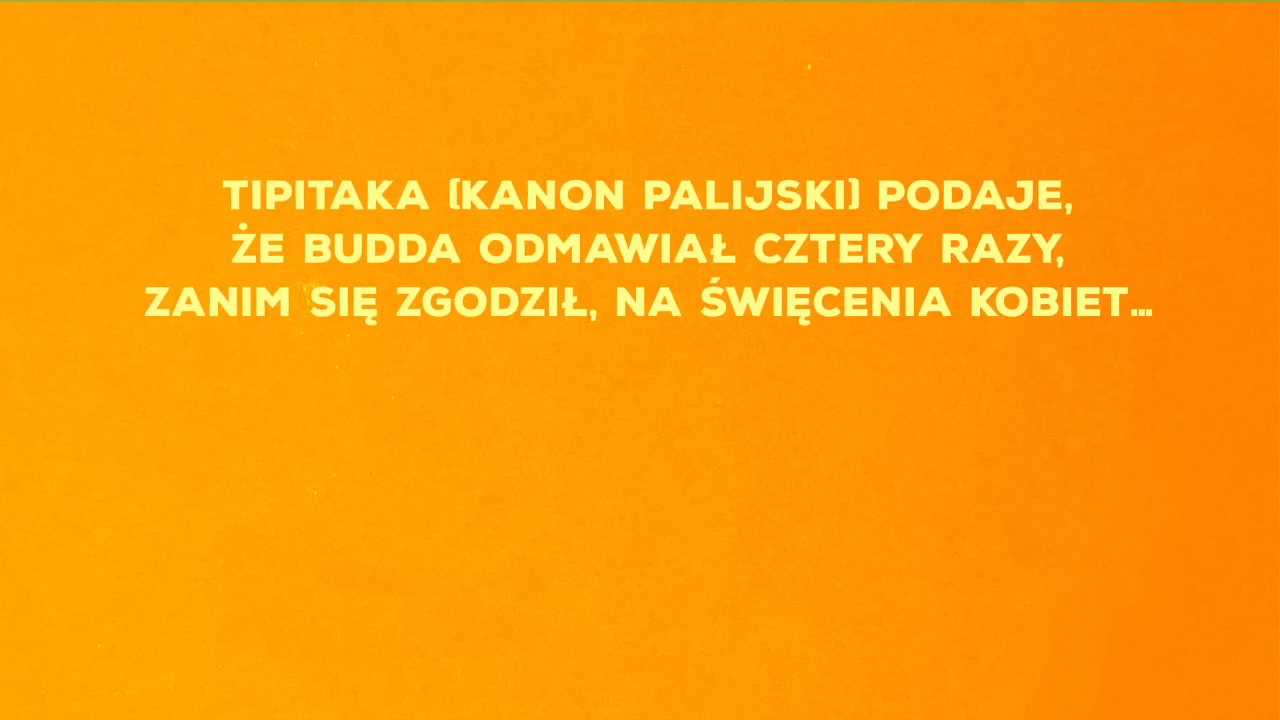 TIPITAKA (KANON PALIJSKI) PODAJE,
ŻE BUDDA ODMAWIAŁ CZTERY RAZY,
ZANIM SIĘ ZGODZIŁ, NA ŚWIĘCENIA KOBIET...